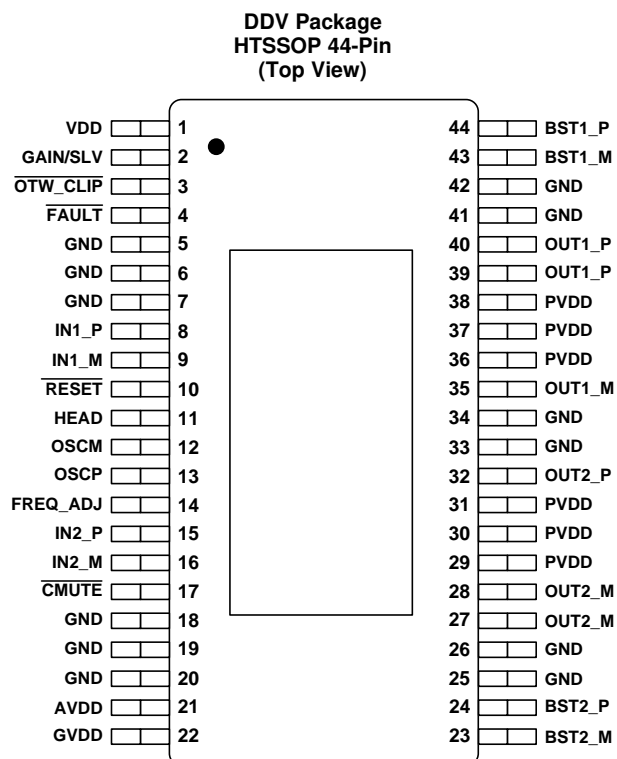 DDV Package
HTSSOP 44-Pin
(Top View)
VDD 1 44 BST1_P
GAIN/SLV 2 43 BST1_M
OTW_CLIP 3 42 GND
FAULT 4 41 GND
GND 5 40 OUT1_P
GND 6 39 OUT1_P
GND 7 38 PVDD
IN1_P 8 37 PVDD
IN1_M 9 36 PVDD
RESET 10 35 OUT1_M
HEAD 11 34 GND
OSCM 12 33 GND
OSCP 13 32 OUT2_P
FREQ_ADJ 14 31 PVDD
IN2_P 15 30 PVDD
IN2_M 16 29 PVDD
CMUTE 17 28 OUT2_M
GND 18 27 OUT2_M
GND 19 26 GND
GND 20 25 GND
AVDD 21 24 BST2_P
GVDD 22 23 BST2_M